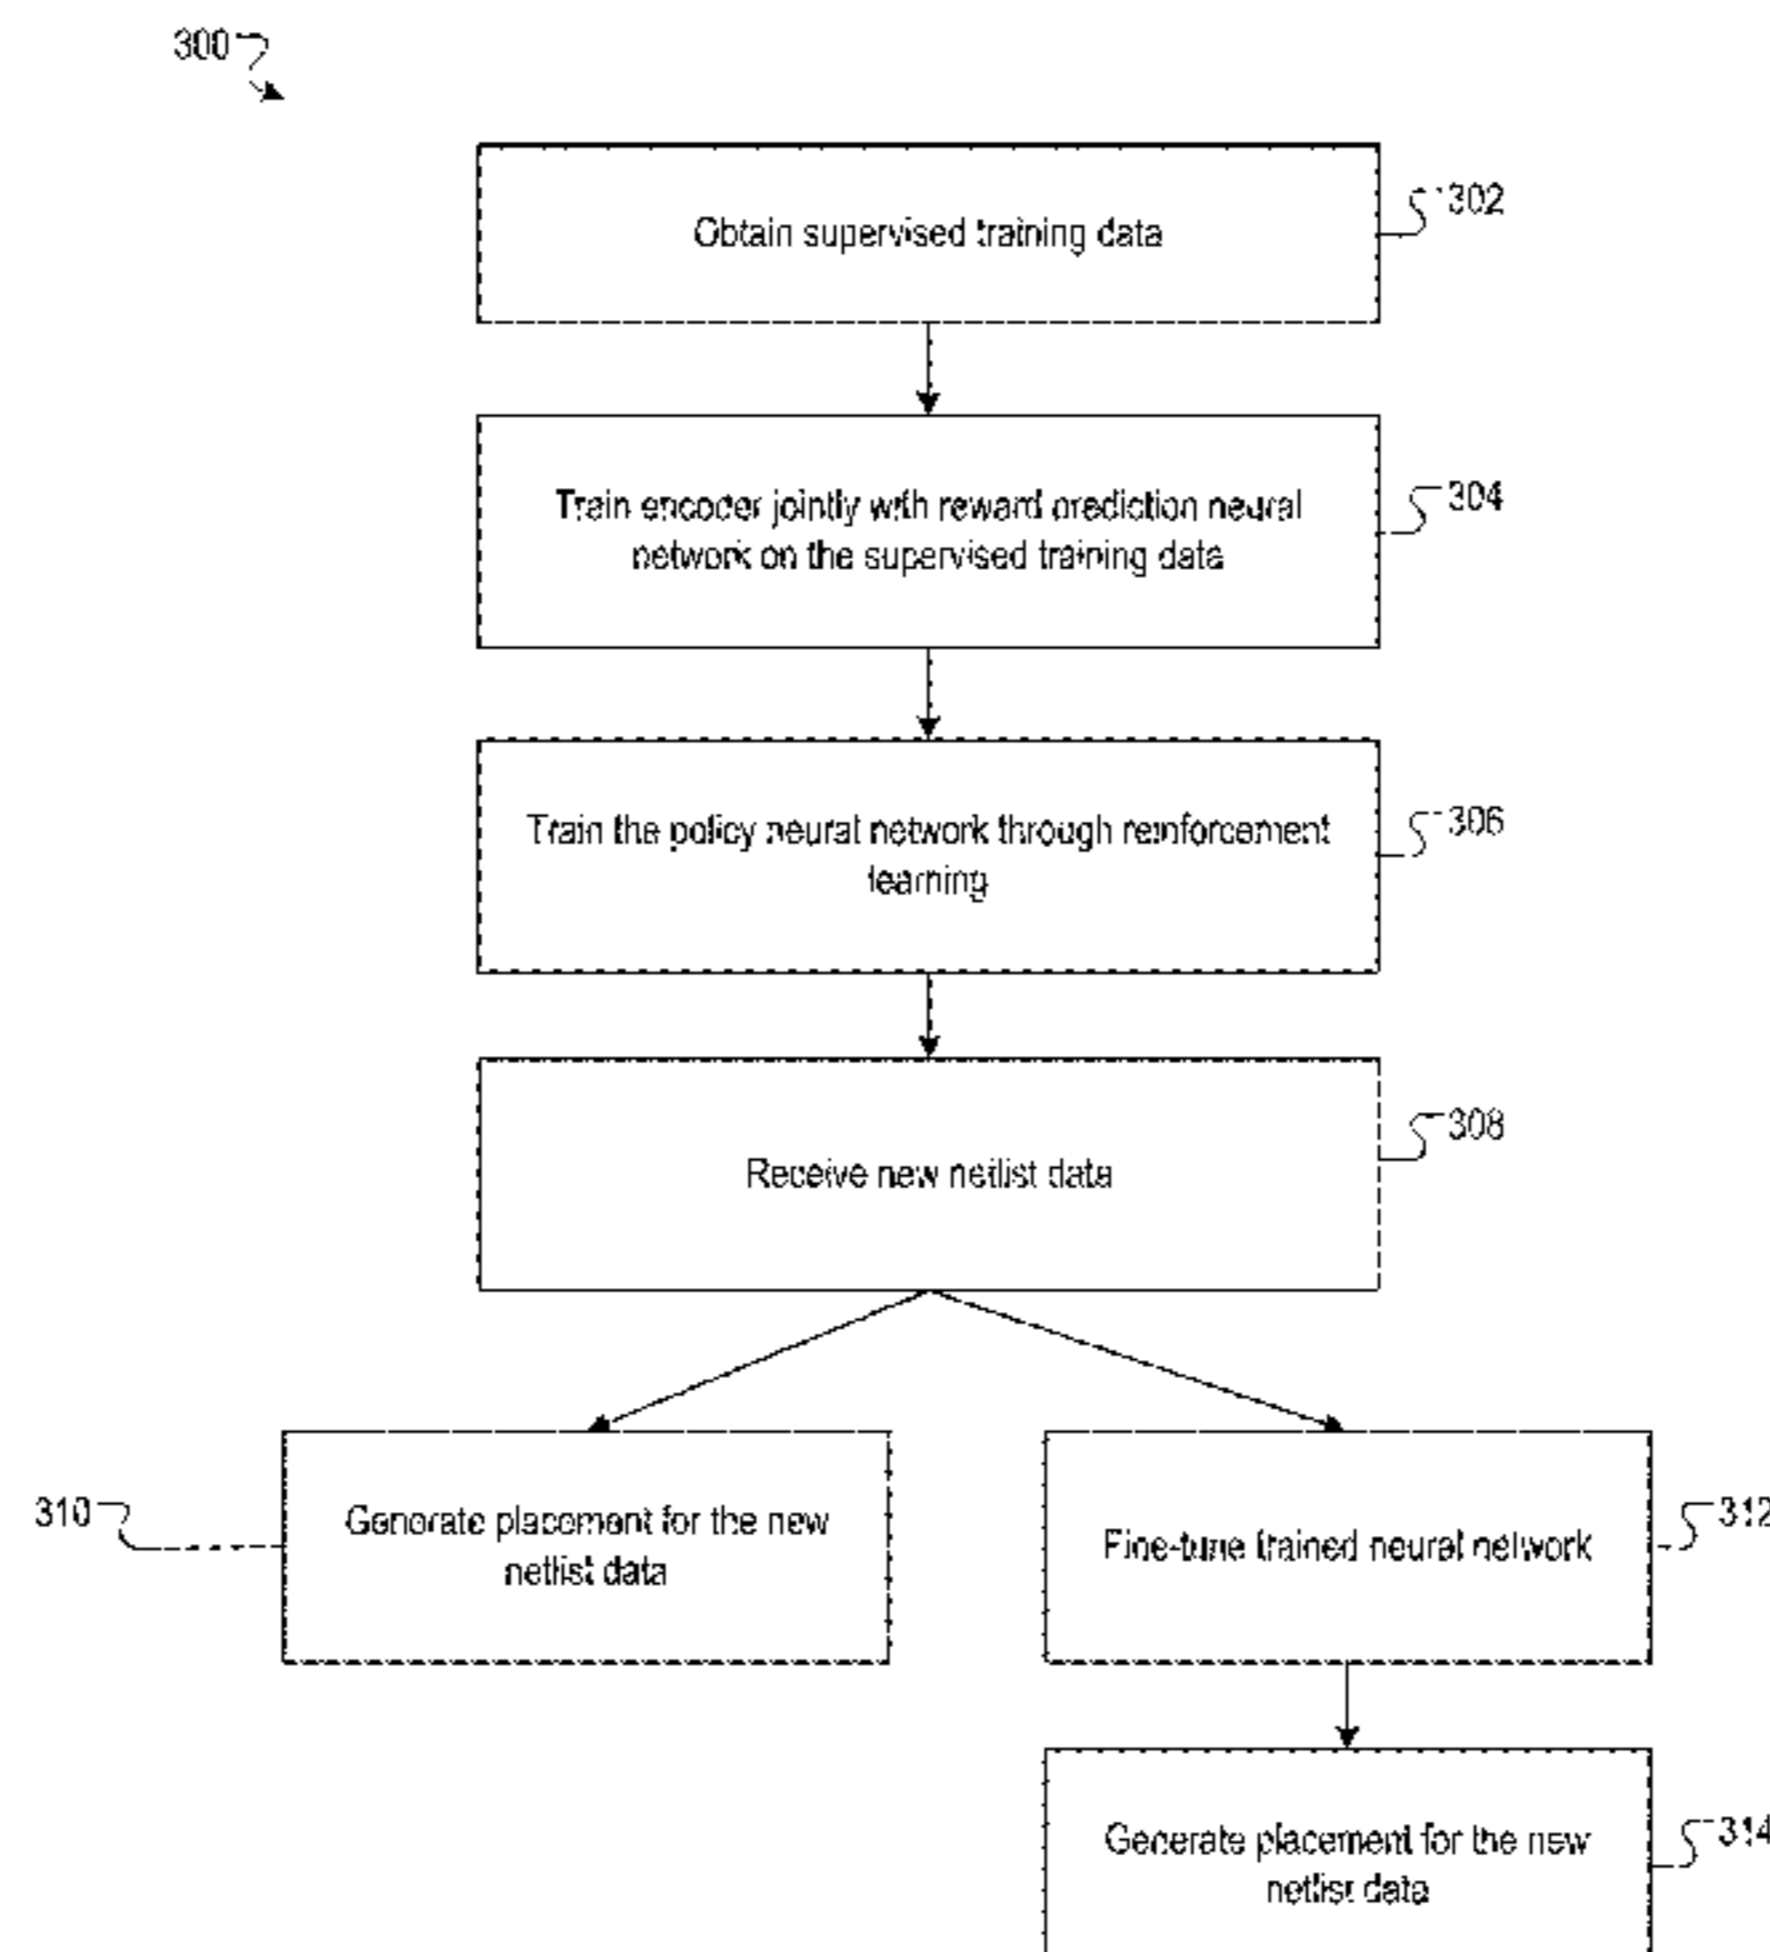 300
Obtain supervised training data
302
Train encoder jointly with reward prediction neural
network on the supervised training data
304
Train the policy neural network through reinforcement
learning
306
Receive new netlist data
308
310
Generate placement for the new
netlist data
Fine-tune trained neural network
312
Generate placement for the new
netlist data
314